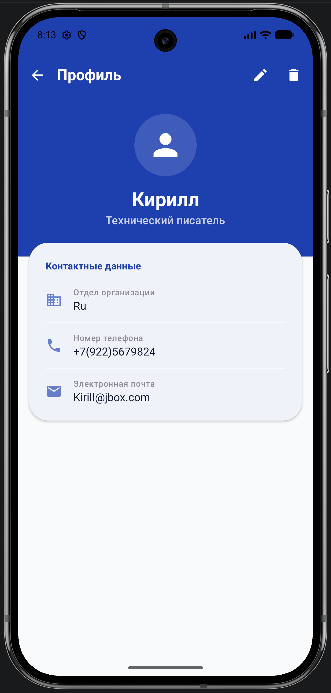 8:13
Профиль
Кирилл
Технический писатель
Контактные данные
Отдел организации
Ru
Номер телефона
+7(922)5679824
Электронная почта
Kirill@jbox.com